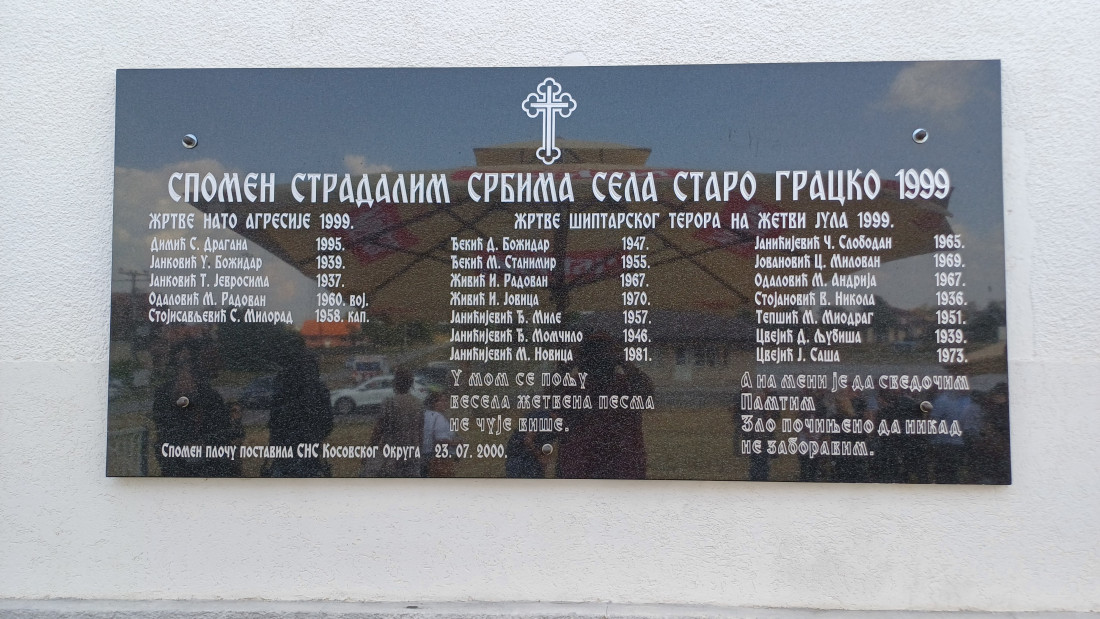 СПОМЕН СТРАДАЛИМ СРБИМА СЕЛА СТАРО ГРАЦКО 1999
ЖРТВЕ НАТО АГРЕСИЈЕ 1999.
Димић С. Драгана 1995.
Јанковић У. Божидар 1939.
Јанковић Т. Јевросима 1937.
Одаловић М. Радован 1960. вој.
Стојисављевић С. Милорад 1958. кап.
ЖРТВЕ ШИПТАРСКОГ ТЕРОРА НА ЖЕТВИ ЈУЛА 1999.
Ђекић Д. Божидар 1947.
Ђекић М. Станимир 1955.
Живић И. Радован 1967.
Живић И. Јовица 1970.
Јанићијевић Ђ. Миле 1957.
Јанићијевић Ђ. Момчило 1946.
Јанићијевић М. Новица 1981.
Јанићијевић Ч. Слободан 1965.
Јовановић Ц. Милован 1969.
Одаловић М. Андрија 1967.
Стојановић В. Никола 1936.
Тепшић М. Миодраг 1951.
Цвејић Д. Љубиша 1939.
Цвејић Ј. Саша 1973.
У МОМ СЕ ПОЉУ
ВЕСЕЛА ЖЕТВЕНА ПЕСМА
НЕ ЧУЈЕ ВИШЕ.
А НА МЕНИ ЈЕ ДА СВЕДОЧИМ
ПАМТИМ
ЗЛО ПОЧИЊЕНО ДА НИКАД
НЕ ЗАБОРАВИМ.
Спомен плочу поставила СНС Косовског Округа 23. 07. 2000.